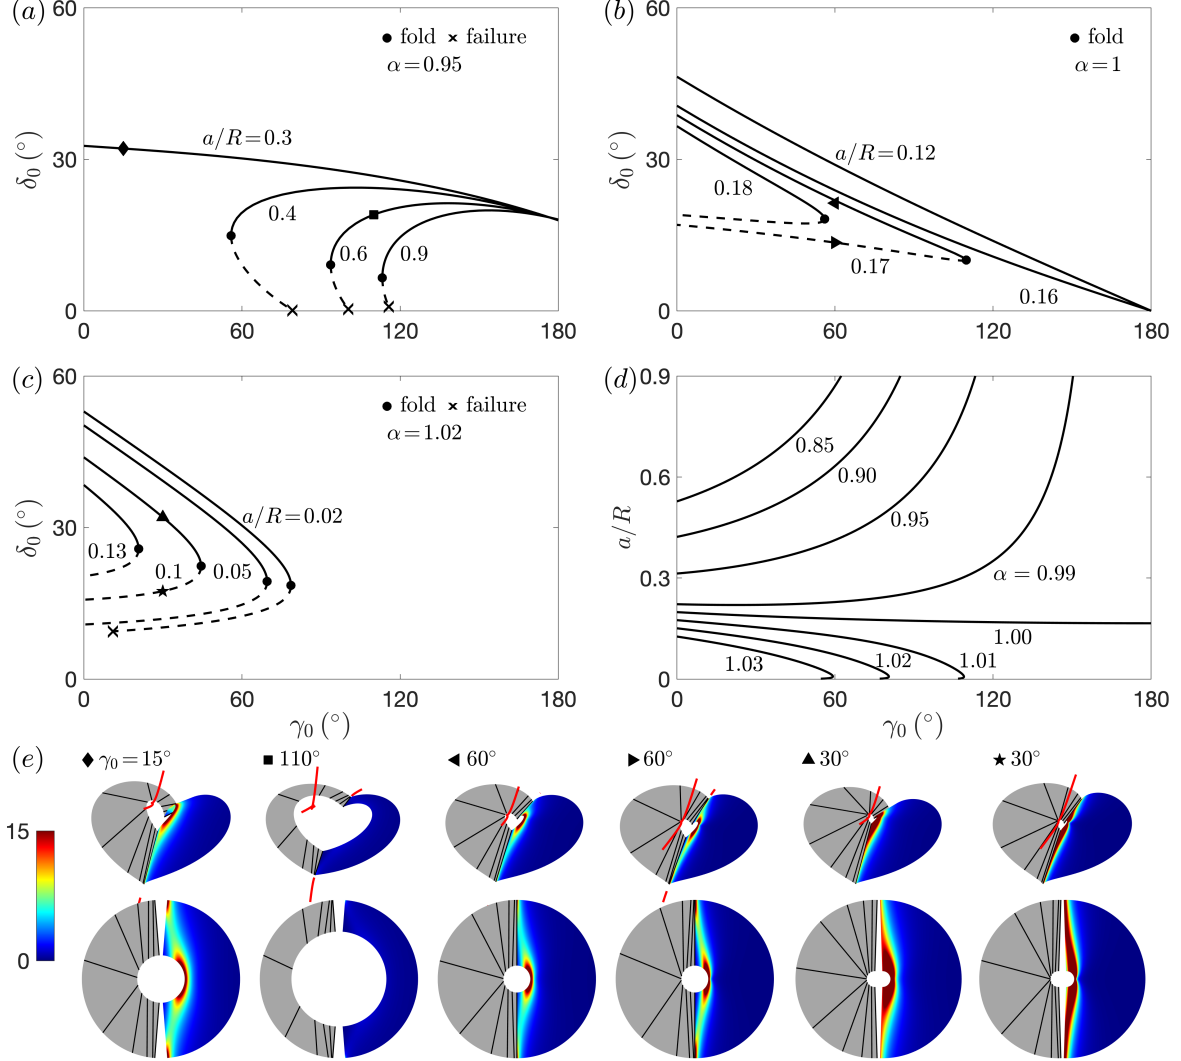 (a)
60
30
0
δ₀ (°)
● fold × failure
α=0.95
a/R=0.3
0.4
0.6
0.9
0
60
120
180
(b)
60
30
0
δ₀ (°)
● fold
α=1
a/R=0.12
0.18
0.17
0.16
0
60
120
180
(c)
60
30
0
δ₀ (°)
● fold × failure
α=1.02
a/R=0.02
0.13
0.1
0.05
0
60
120
180
γ₀ (°)
(d)
0.9
0.6
0.3
0
a/R
0.85
0.90
0.95
α = 0.99
1.00
1.03
1.02
1.01
0
60
120
180
γ₀ (°)
(e)
◆ γ₀=15° ■ 110° ◀ 60° ▶ 60° ▲ 30° ★ 30°
15
0